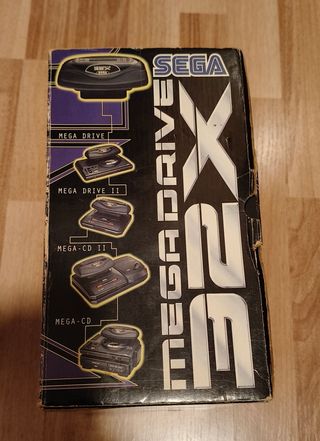 SEGA
MEGA DRIVE
32X
MEGA DRIVE
MEGA DRIVE II
MEGA-CD II
MEGA-CD